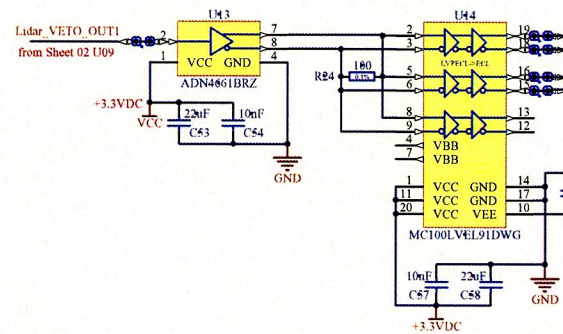 U13
U14
Lidar_VETO_OUT1
from Sheet 02 U09
2
7
8
VCC GND
1
4
ADN4661BRZ
+3.3VDC
VCC
22uF
C53
10nF
C54
GND
R24
100
0.1%
2
3
LVPECL->ECL
5
6
8
9
4
VBB
7
VBB
19
18
16
15
13
12
1
VCC GND
14
11
VCC GND
17
20
VCC VEE
10
MC100LVEL91DWG
10nF
C57
22uF
C58
GND
+3.3VDC